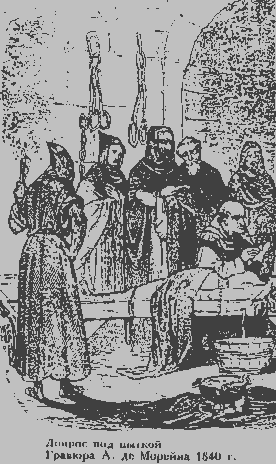 Допрос под пыткой
Гравюра А. де Морейна 1840 г.